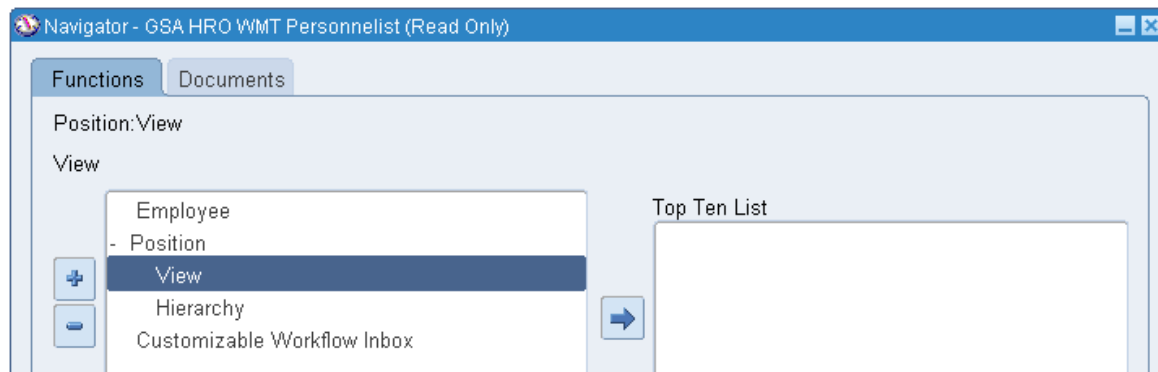 Navigator - GSA HRO WMT Personnelist (Read Only)
Functions Documents
Position:View
View
Employee
- Position
View
Hierarchy
Customizable Workflow Inbox
Top Ten List